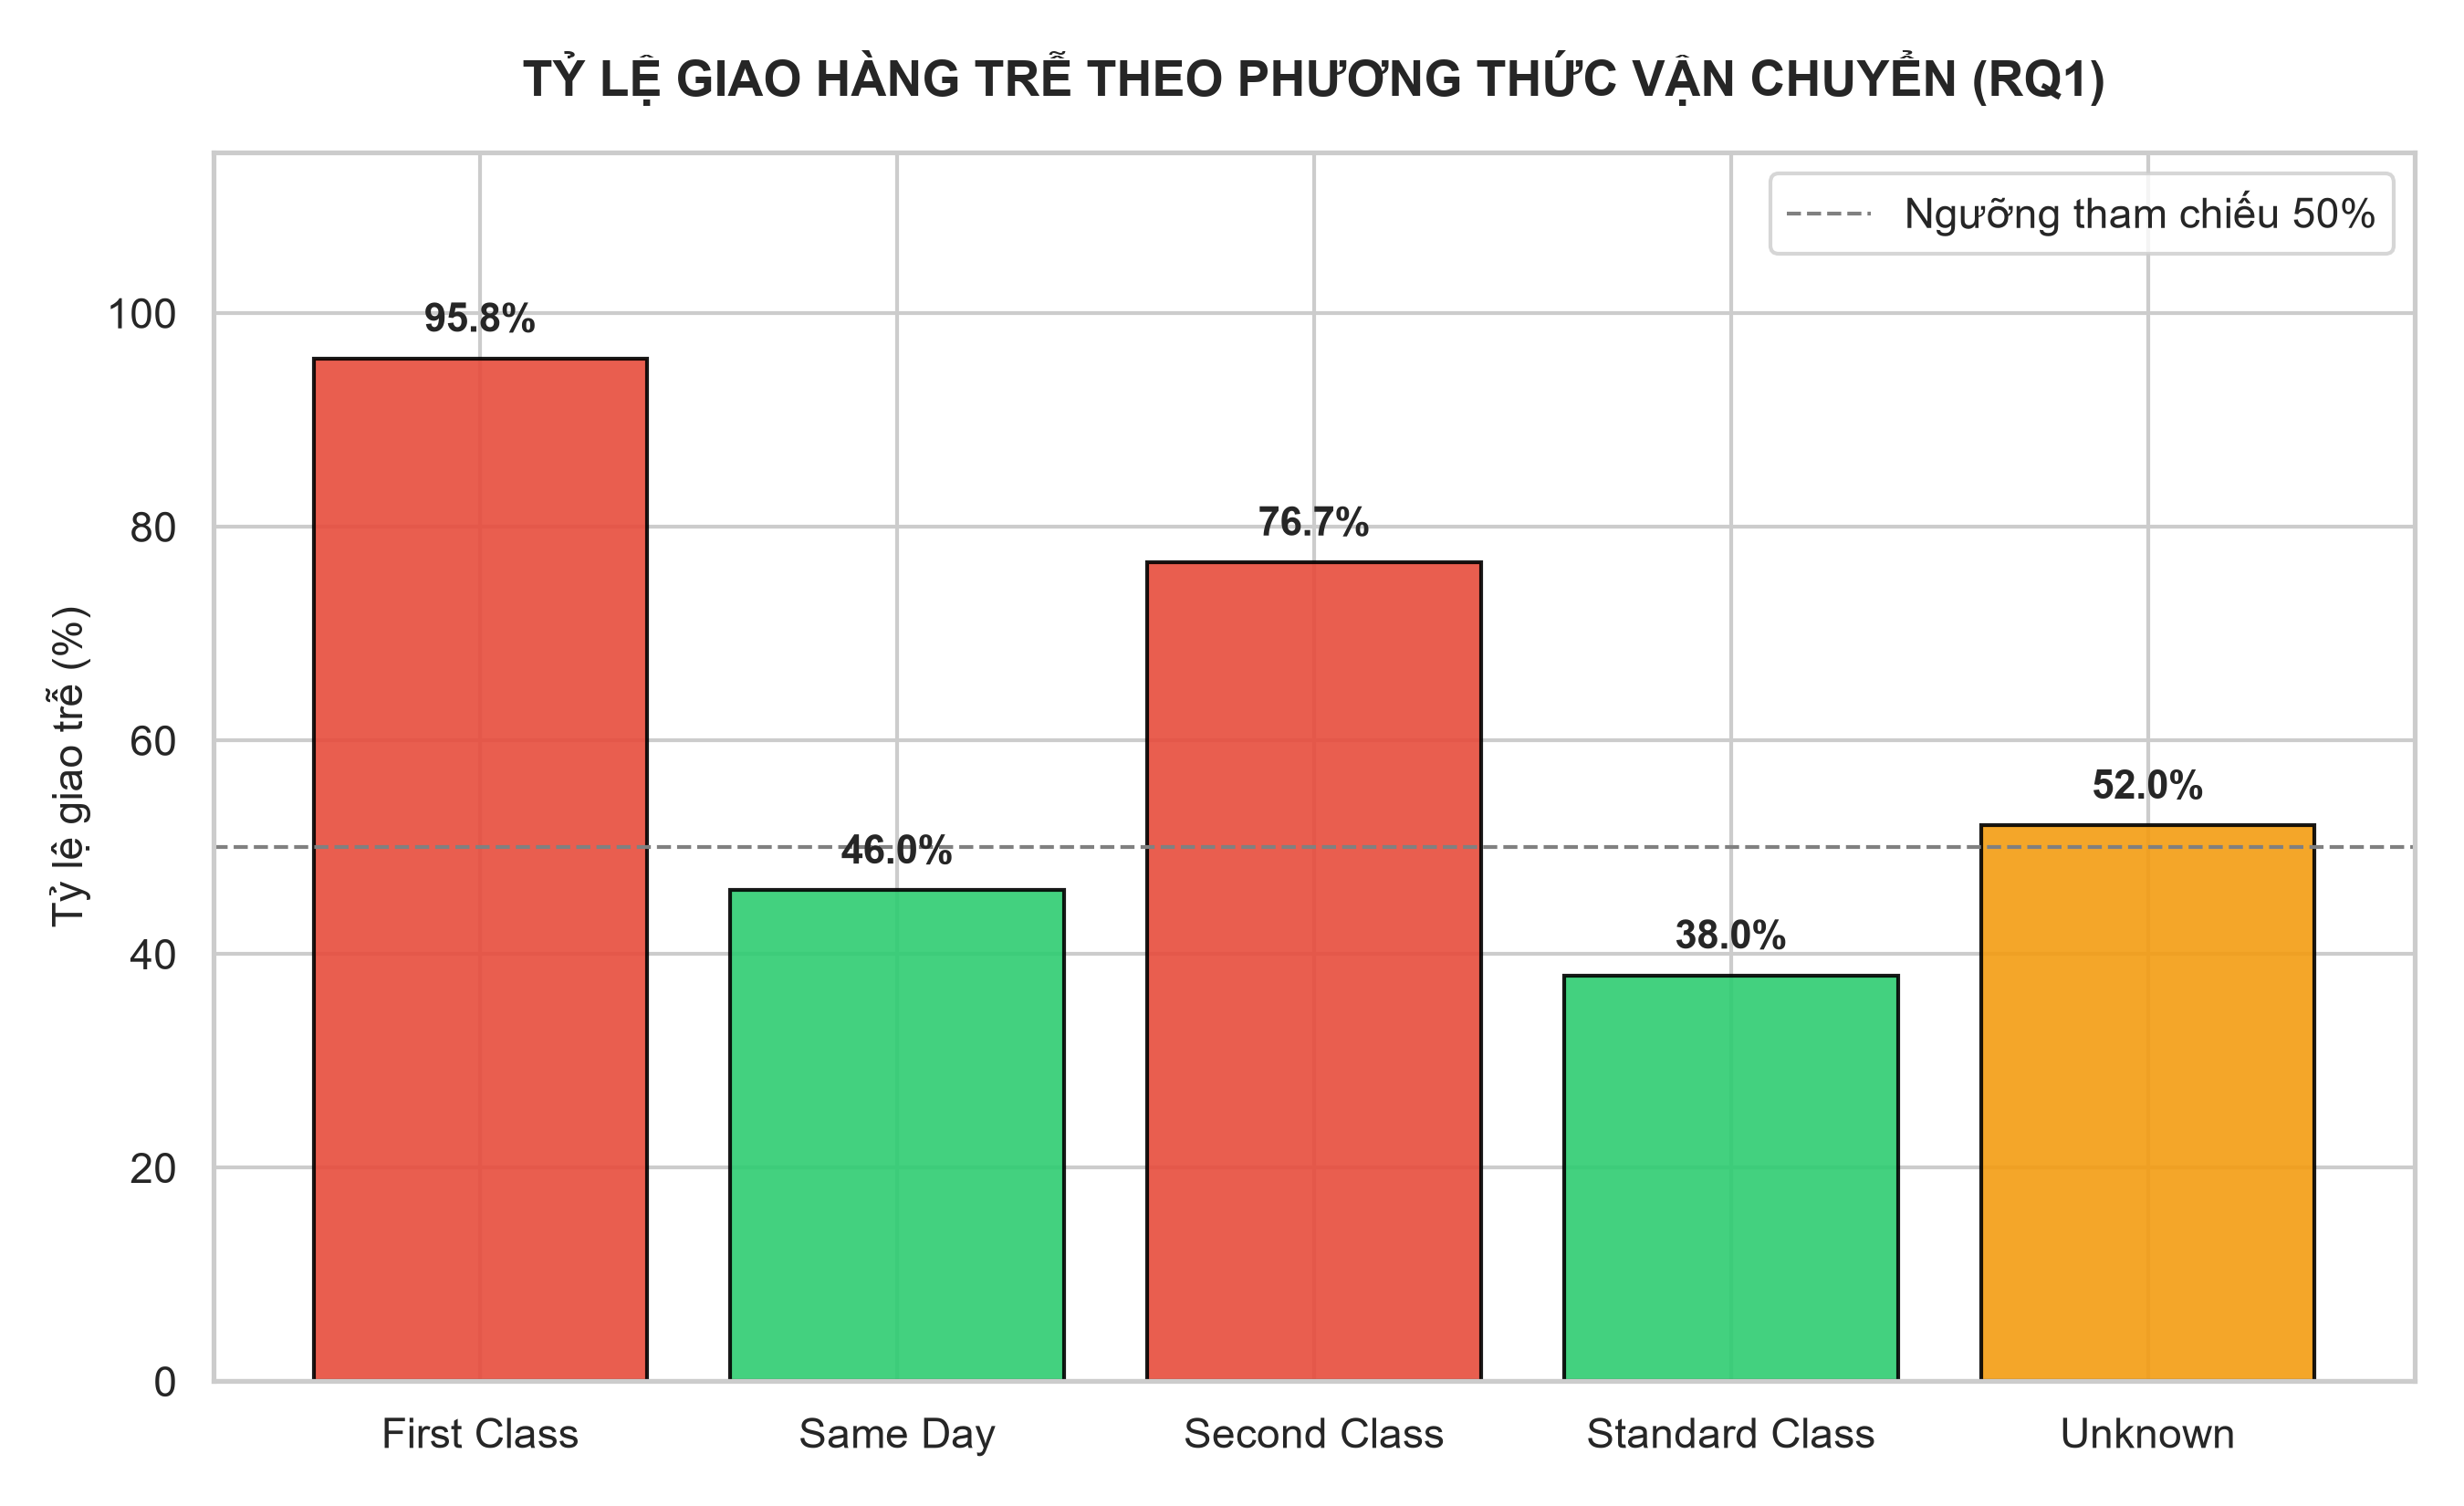 TỶ LỆ GIAO HÀNG TRỄ THEO PHƯƠNG THỨC VẬN CHUYỂN (RQ1)
Ngưỡng tham chiếu 50%
Tỷ lệ giao trễ (%)
100
80
60
40
20
0
95.8%
46.0%
76.7%
38.0%
52.0%
First Class
Same Day
Second Class
Standard Class
Unknown